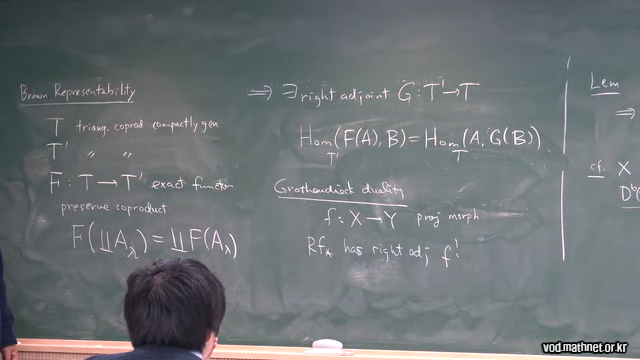 Brown Representability
T triang. coprod compactly gen
T' 〃 〃
F : T → T' exact functor
preserve coproduct
F(∐A_λ) = ∐F(A_λ)
⇒ ∃ right adjoint G : T' → T
Hom_T'(F(A), B) = Hom_T(A, G(B))
Grothendieck duality
f : X → Y proj morph
Rf_* has right adj f^!
Lem
⇒
cf. X
vod.mathnet.or.kr